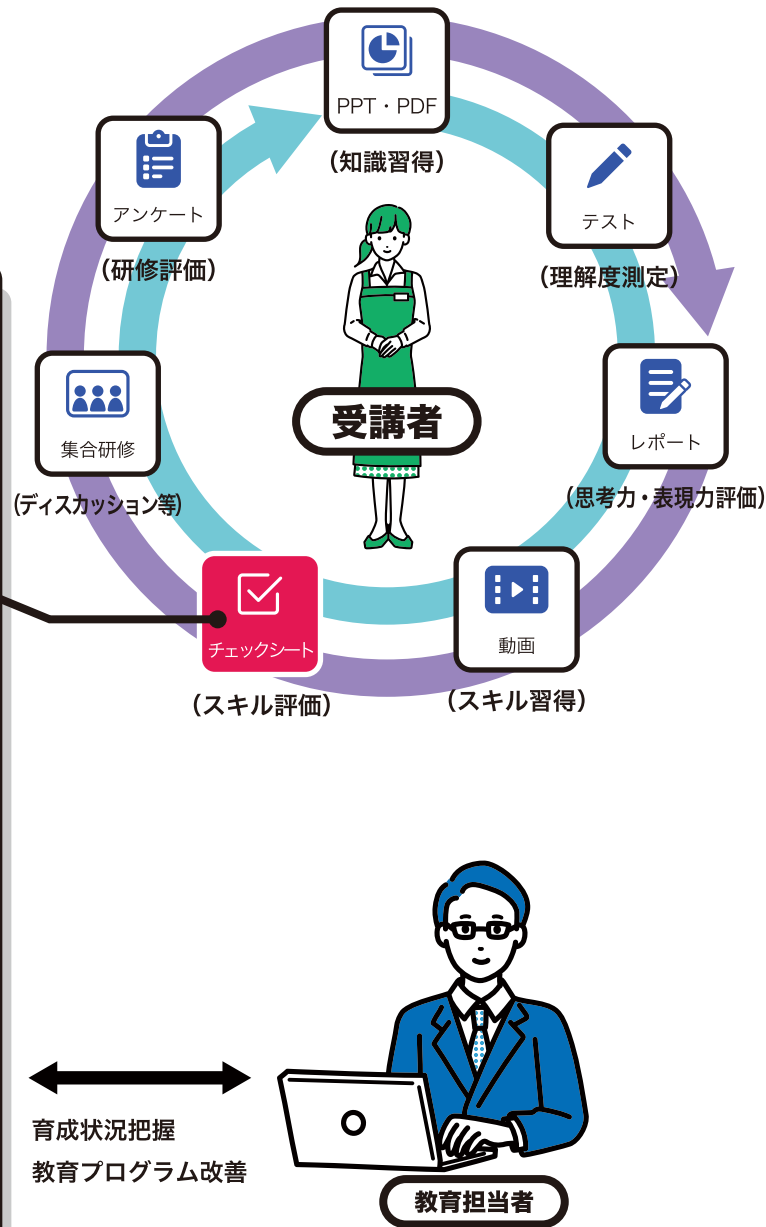 PPT・PDF
(知識習得)
テスト
(理解度測定)
レポート
(思考力・表現力評価)
動画
(スキル習得)
チェックシート
(スキル評価)
集合研修
(ディスカッション等)
アンケート
(研修評価)
受講者
育成状況把握
教育プログラム改善
教育担当者